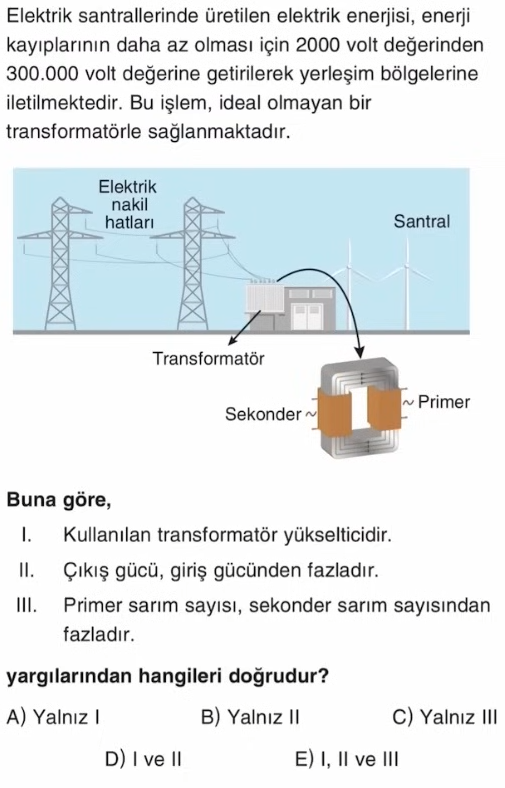 Elektrik santrallerinde üretilen elektrik enerjisi, enerji
kayıplarının daha az olması için 2000 volt değerinden
300.000 volt değerine getirilerek yerleşim bölgelerine
iletilmektedir. Bu işlem, ideal olmayan bir
transformatörle sağlanmaktadır.
Elektrik
nakil
hatları
Santral
Transformatör
Sekonder ~
~ Primer
Buna göre,
I. Kullanılan transformatör yükselticidir.
II. Çıkış gücü, giriş gücünden fazladır.
III. Primer sarım sayısı, sekonder sarım sayısından
fazladır.
yargılarından hangileri doğrudur?
A) Yalnız I B) Yalnız II C) Yalnız III
D) I ve II E) I, II ve III